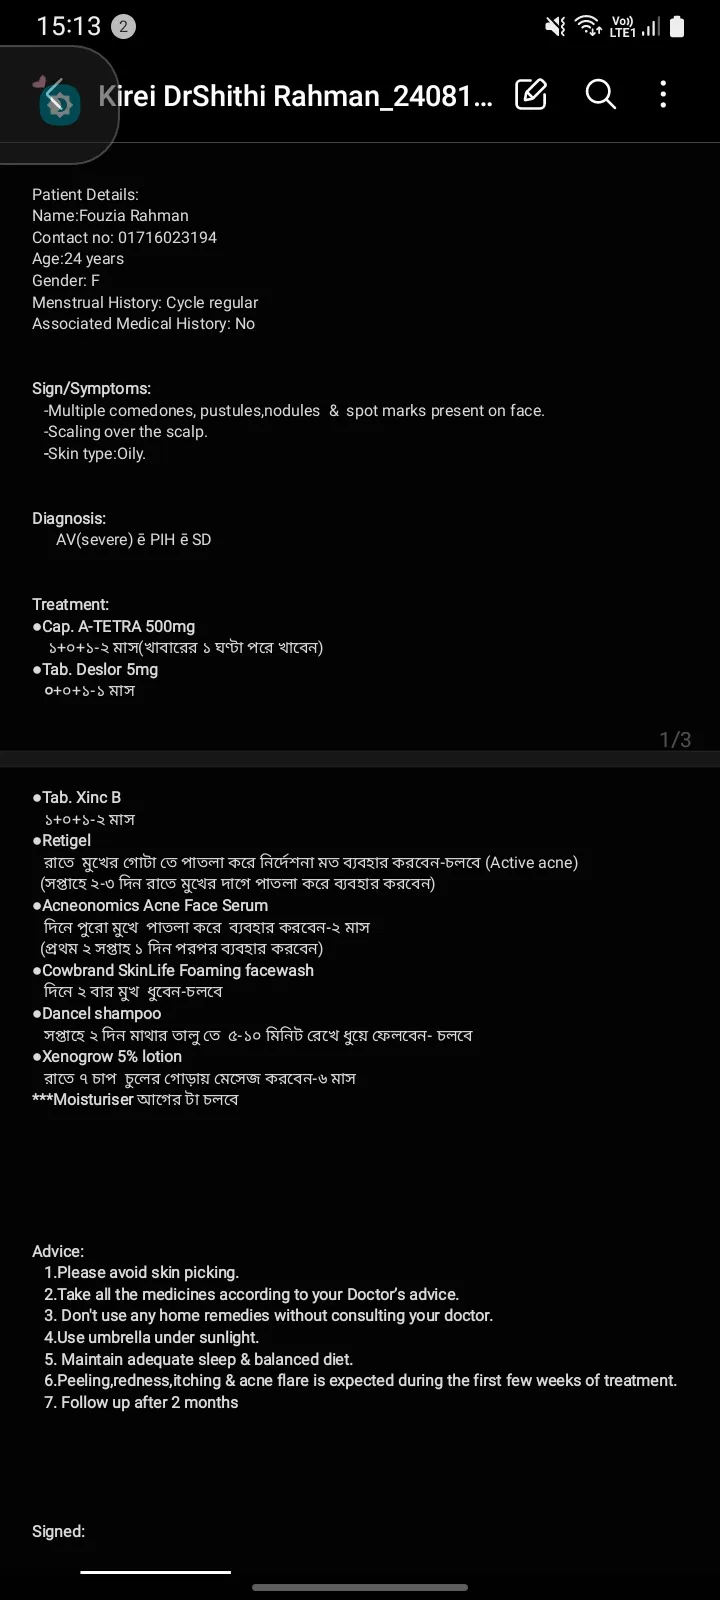 15:13 2
Vo)) LTE1
Kirei DrShithi Rahman_24081...
Patient Details:
Name:Fouzia Rahman
Contact no: 01716023194
Age:24 years
Gender: F
Menstrual History: Cycle regular
Associated Medical History: No
Sign/Symptoms:
-Multiple comedones, pustules,nodules & spot marks present on face.
-Scaling over the scalp.
-Skin type:Oily.
Diagnosis:
AV(severe) ē PIH ē SD
Treatment:
●Cap. A-TETRA 500mg
১+০+১-২ মাস(খাবারের ১ ঘণ্টা পরে খাবেন)
●Tab. Deslor 5mg
০+০+১-১ মাস
1/3
●Tab. Xinc B
১+০+১-২ মাস
●Retigel
রাতে মুখের গোটা তে পাতলা করে নির্দেশনা মত ব্যবহার করবেন-চলবে (Active acne)
(সপ্তাহে ২-৩ দিন রাতে মুখের দাগে পাতলা করে ব্যবহার করবেন)
●Acneonomics Acne Face Serum
দিনে পুরো মুখে পাতলা করে ব্যবহার করবেন-২ মাস
(প্রথম ২ সপ্তাহ ১ দিন পরপর ব্যবহার করবেন)
●Cowbrand SkinLife Foaming facewash
দিনে ২ বার মুখ ধুবেন-চলবে
●Dancel shampoo
সপ্তাহে ২ দিন মাথার তালু তে ৫-১০ মিনিট রেখে ধুয়ে ফেলবেন- চলবে
●Xenogrow 5% lotion
রাতে ৭ চাপ চুলের গোড়ায় মেসেজ করবেন-৬ মাস
***Moisturiser আগের টা চলবে
Advice:
1.Please avoid skin picking.
2.Take all the medicines according to your Doctor's advice.
3. Don't use any home remedies without consulting your doctor.
4.Use umbrella under sunlight.
5. Maintain adequate sleep & balanced diet.
6.Peeling,redness,itching & acne flare is expected during the first few weeks of treatment.
7. Follow up after 2 months
Signed: